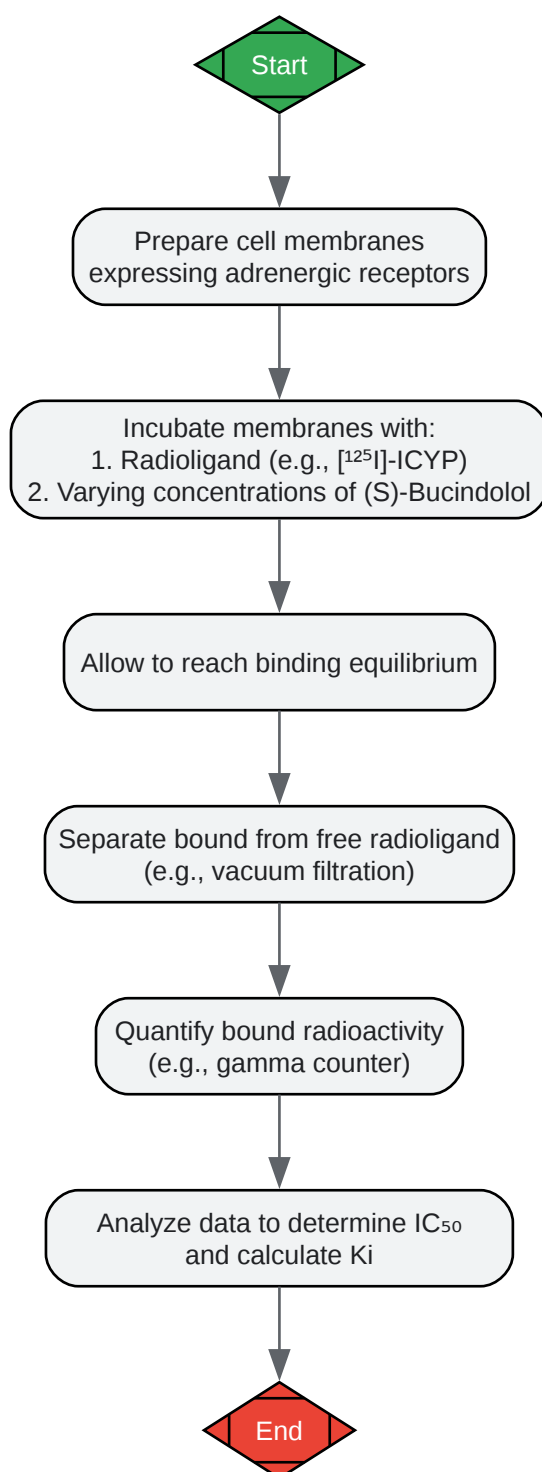 Start
Prepare cell membranes
expressing adrenergic receptors
Incubate membranes with:
1. Radioligand (e.g., [¹²⁵I]-ICYP)
2. Varying concentrations of (S)-Bucindolol
Allow to reach binding equilibrium
Separate bound from free radioligand
(e.g., vacuum filtration)
Quantify bound radioactivity
(e.g., gamma counter)
Analyze data to determine IC₅₀
and calculate Ki
End